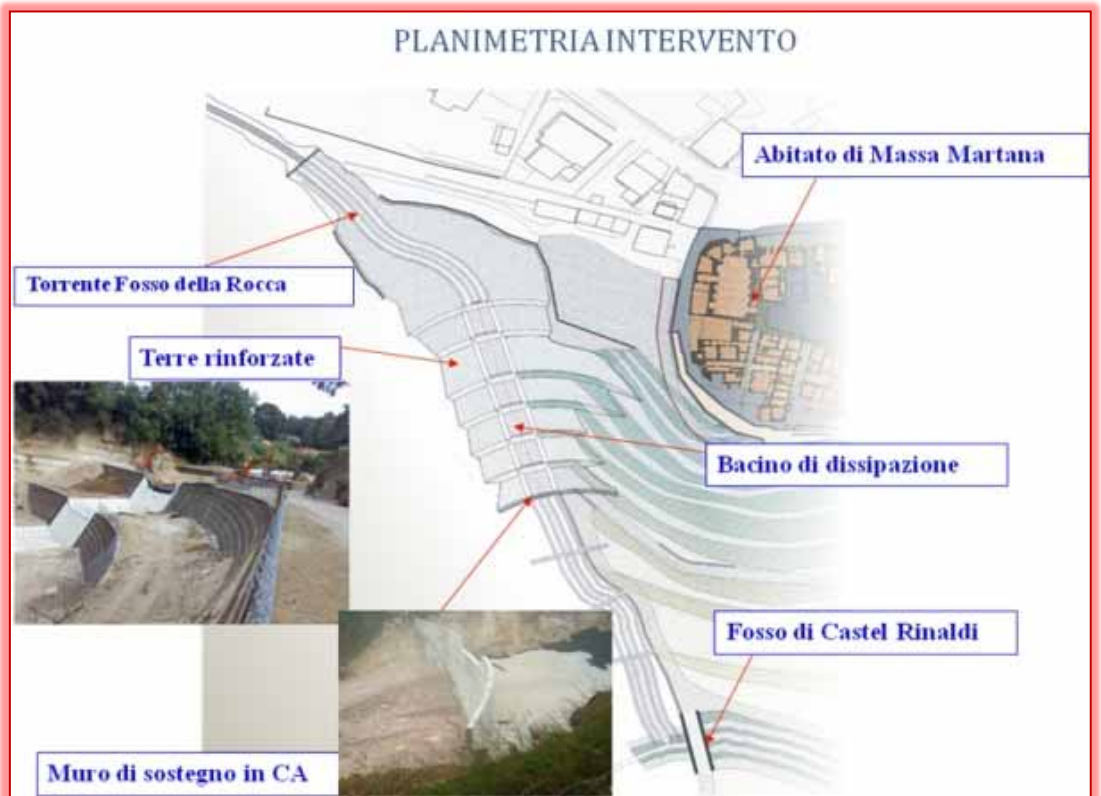 PLANIMETRIA INTERVENTO
Abitato di Massa Martana
Torrente Fosso della Rocca
Terre rinforzate
Bacino di dissipazione
Fosso di Castel Rinaldi
Muro di sostegno in CA